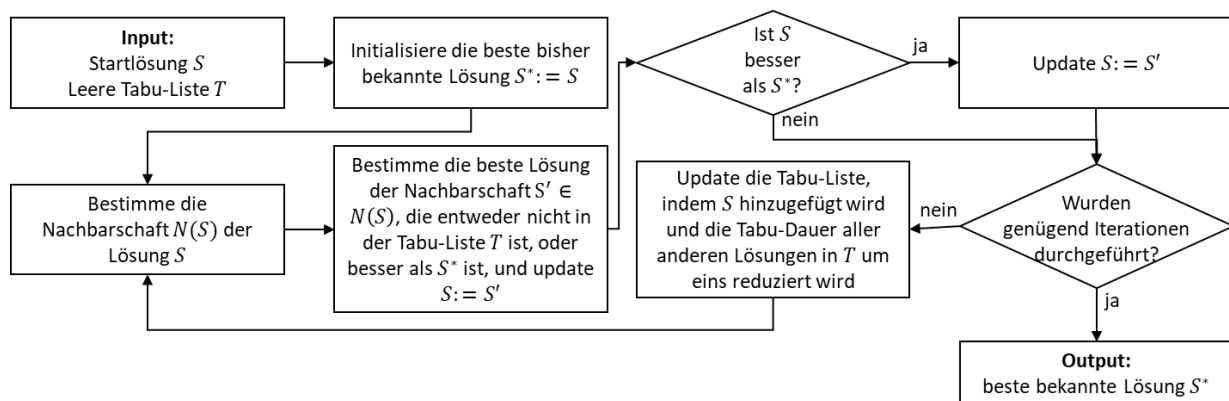 Input:
Startlösung S
Leere Tabu-Liste T
Initialisiere die beste bisher
bekannte Lösung S*: = S
Ist S
besser
als S*?
ja
nein
Update S: = S′
Bestimme die
Nachbarschaft N(S) der
Lösung S
Bestimme die beste Lösung
der Nachbarschaft S′ ∈
N(S), die entweder nicht in
der Tabu-Liste T ist, oder
besser als S* ist, und update
S: = S′
Update die Tabu-Liste,
indem S hinzugefügt wird
und die Tabu-Dauer aller
anderen Lösungen in T um
eins reduziert wird
nein
Wurden
genügend Iterationen
durchgeführt?
ja
Output:
beste bekannte Lösung S*